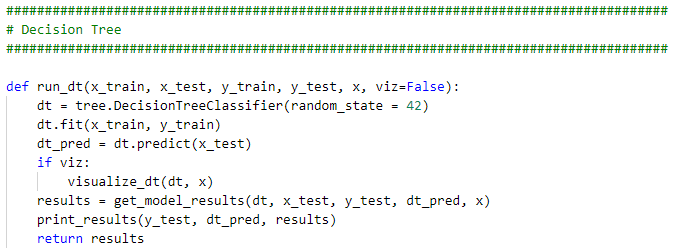 ######################################################################################
# Decision Tree
######################################################################################
def run_dt(x_train, x_test, y_train, y_test, x, viz=False):
    dt = tree.DecisionTreeClassifier(random_state = 42)
    dt.fit(x_train, y_train)
    dt_pred = dt.predict(x_test)
    if viz:
        visualize_dt(dt, x)
    results = get_model_results(dt, x_test, y_test, dt_pred, x)
    print_results(y_test, dt_pred, results)
    return results